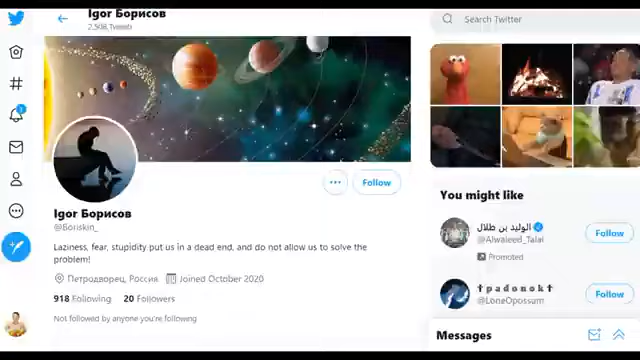 Igor Борисов
2,508 Tweets
Search Twitter
Follow
Igor Борисов
@Boriskin_
Laziness, fear, stupidity put us in a dead end, and do not allow us to solve the
problem!
Петродворец, Россия Joined October 2020
918 Following 20 Followers
Not followed by anyone you're following
You might like
الوليد بن طلال
@Alwaleed_Talal
Follow
Promoted
✝𝕡𝕒𝕕𝕠𝕟𝕠𝕜✝
@LoneOpossum
Follow
Messages